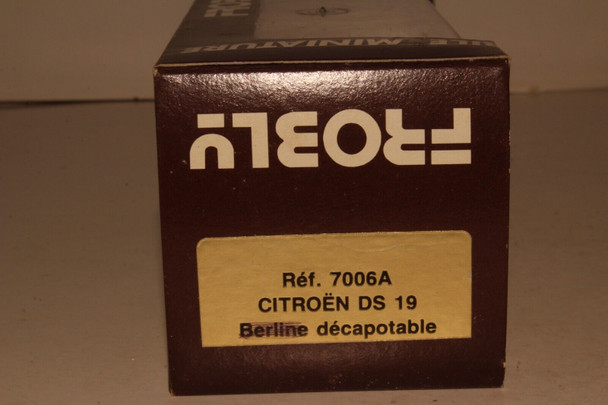 MINIATURE
FROBLY
Réf. 7006A
CITROËN DS 19
Berline décapotable